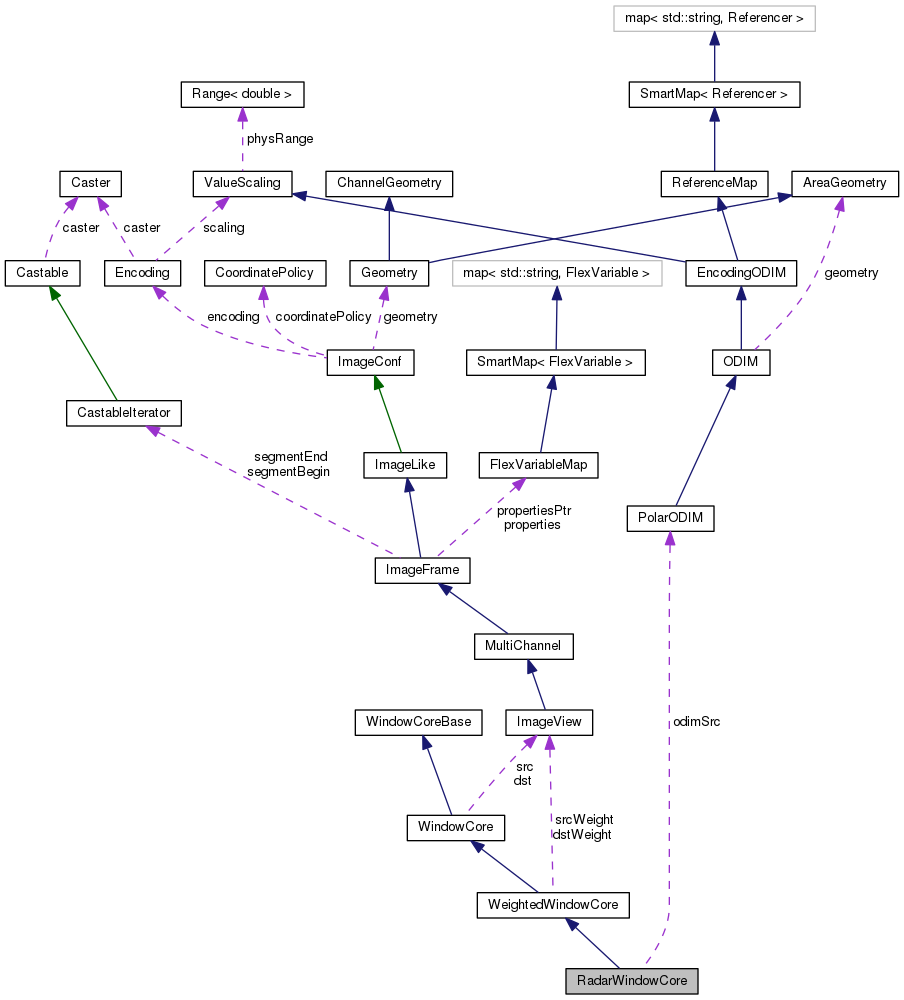 map< std::string, Referencer >
Range< double >
SmartMap< Referencer >
physRange
Caster
ValueScaling
ChannelGeometry
ReferenceMap
AreaGeometry
caster
caster
scaling
Castable
Encoding
CoordinatePolicy
Geometry
map< std::string, FlexVariable >
EncodingODIM
geometry
encoding
coordinatePolicy
geometry
ImageConf
SmartMap< FlexVariable >
ODIM
CastableIterator
segmentEnd
segmentBegin
ImageLike
FlexVariableMap
propertiesPtr
properties
PolarODIM
ImageFrame
MultiChannel
WindowCoreBase
ImageView
odimSrc
src
dst
srcWeight
dstWeight
WindowCore
WeightedWindowCore
RadarWindowCore